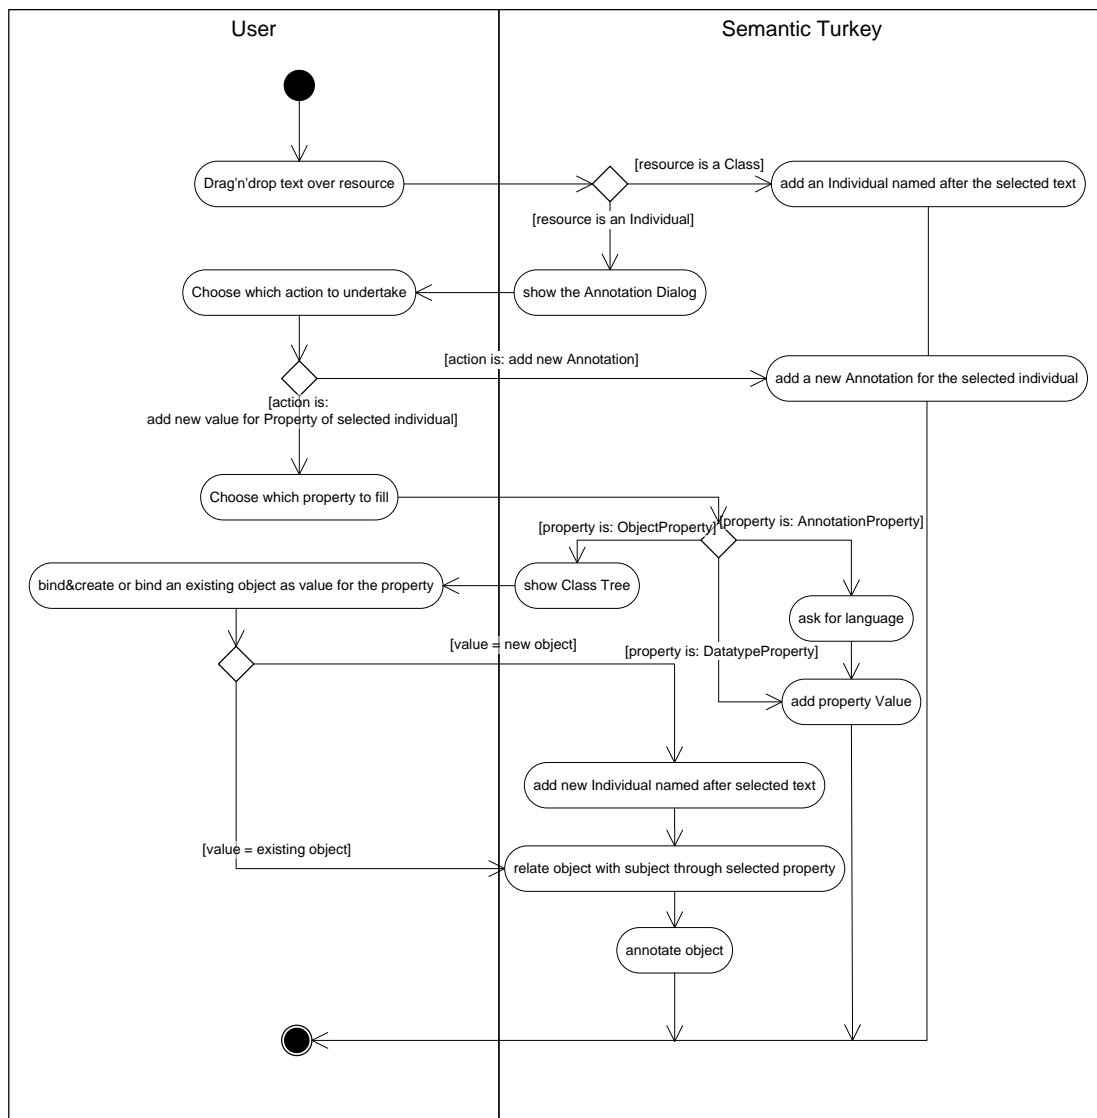 User
Semantic Turkey
[resource is a Class]
Drag'n'drop text over resource
add an Individual named after the selected text
[resource is an Individual]
Choose which action to undertake
show the Annotation Dialog
[action is: add new Annotation]
add a new Annotation for the selected individual
[action is:
add new value for Property of selected individual]
Choose which property to fill
[property is: ObjectProperty]
[property is: AnnotationProperty]
bind&create or bind an existing object as value for the property
show Class Tree
ask for language
[value = new object]
[property is: DatatypeProperty]
add property Value
add new Individual named after selected text
[value = existing object]
relate object with subject through selected property
annotate object